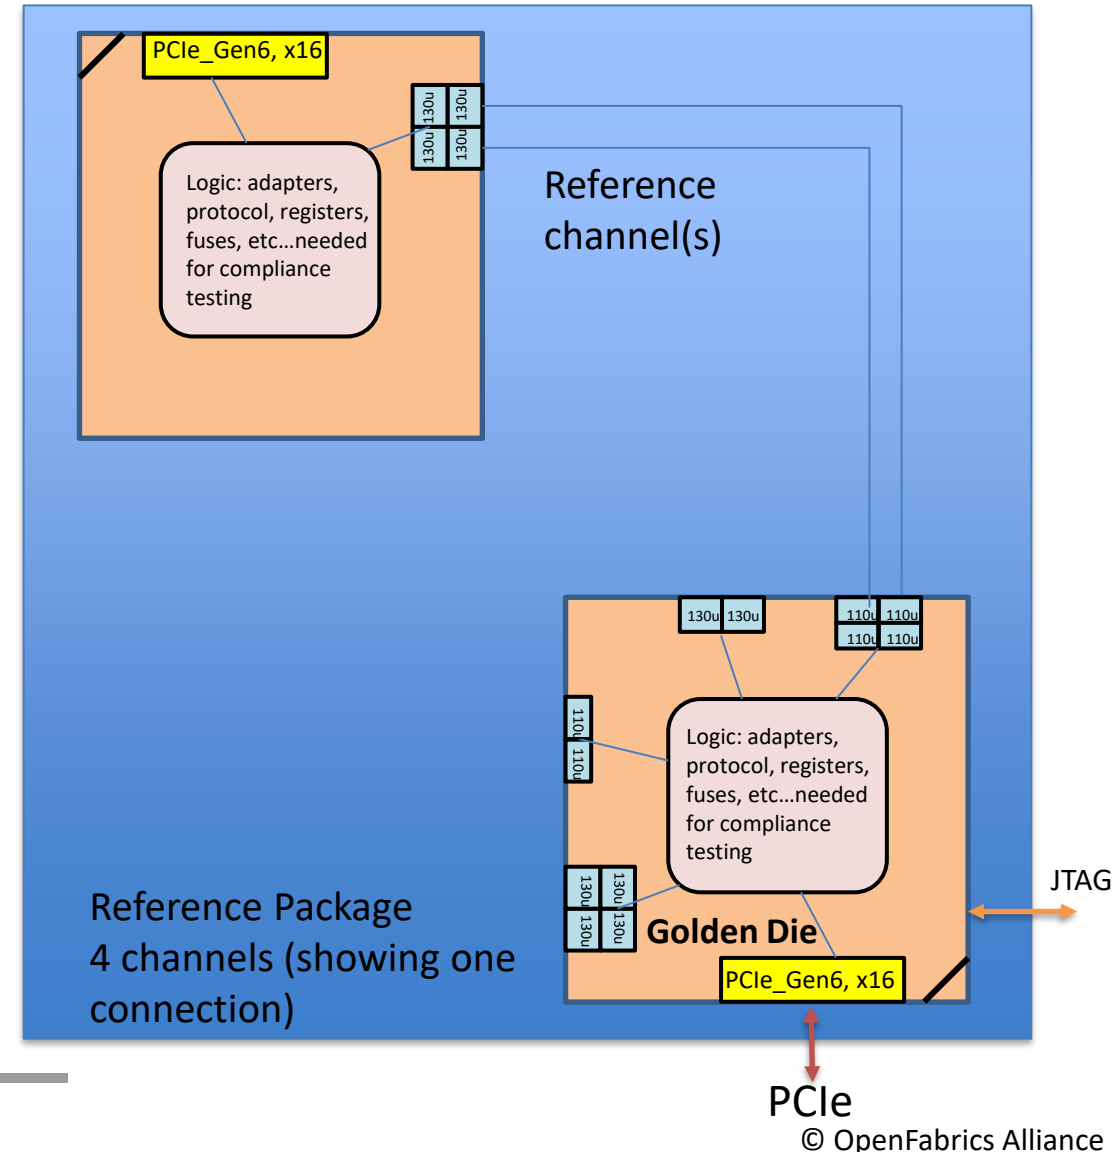 PCIe_Gen6, x16
130u 130u
130u 130u
Logic: adapters,
protocol, registers,
fuses, etc...needed
for compliance
testing
Reference
channel(s)
130u 130u
110u 110u
110u 110u
110u
110u
Logic: adapters,
protocol, registers,
fuses, etc...needed
for compliance
testing
130u 130u
130u 130u
Golden Die
PCIe_Gen6, x16
JTAG
Reference Package
4 channels (showing one
connection)
PCIe
© OpenFabrics Alliance